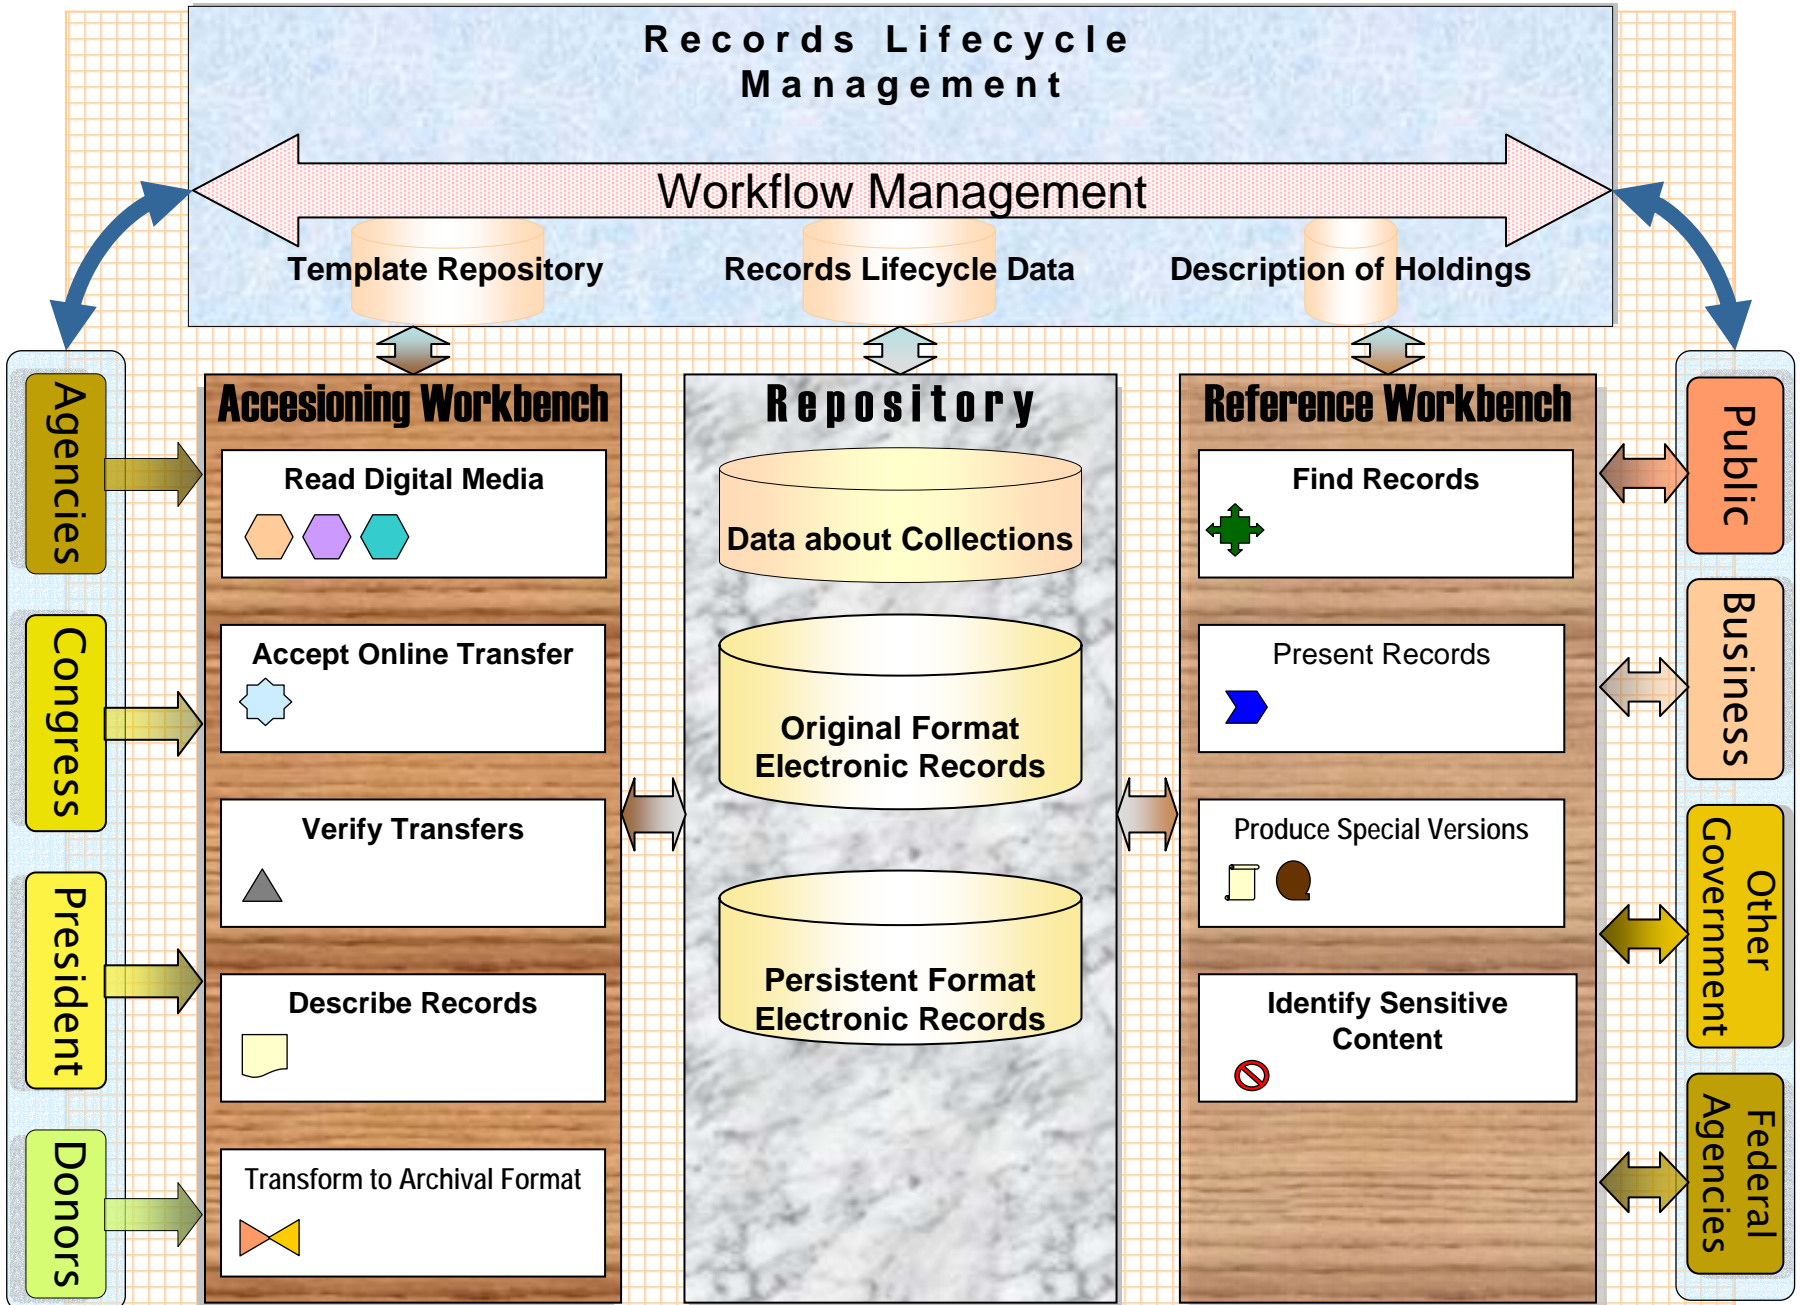 Records Lifecycle
Management
Workflow Management
Template Repository
Records Lifecycle Data
Description of Holdings
Agencies
Congress
President
Donors
Accesioning Workbench
Read Digital Media
Accept Online Transfer
Verify Transfers
Describe Records
Transform to Archival Format
Repository
Data about Collections
Original Format
Electronic Records
Persistent Format
Electronic Records
Reference Workbench
Find Records
Present Records
Produce Special Versions
Identify Sensitive
Content
Public
Business
Other
Government
Federal
Agencies